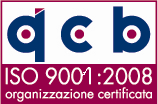 qcb
ISO 9001:2008
organizzazione certificata